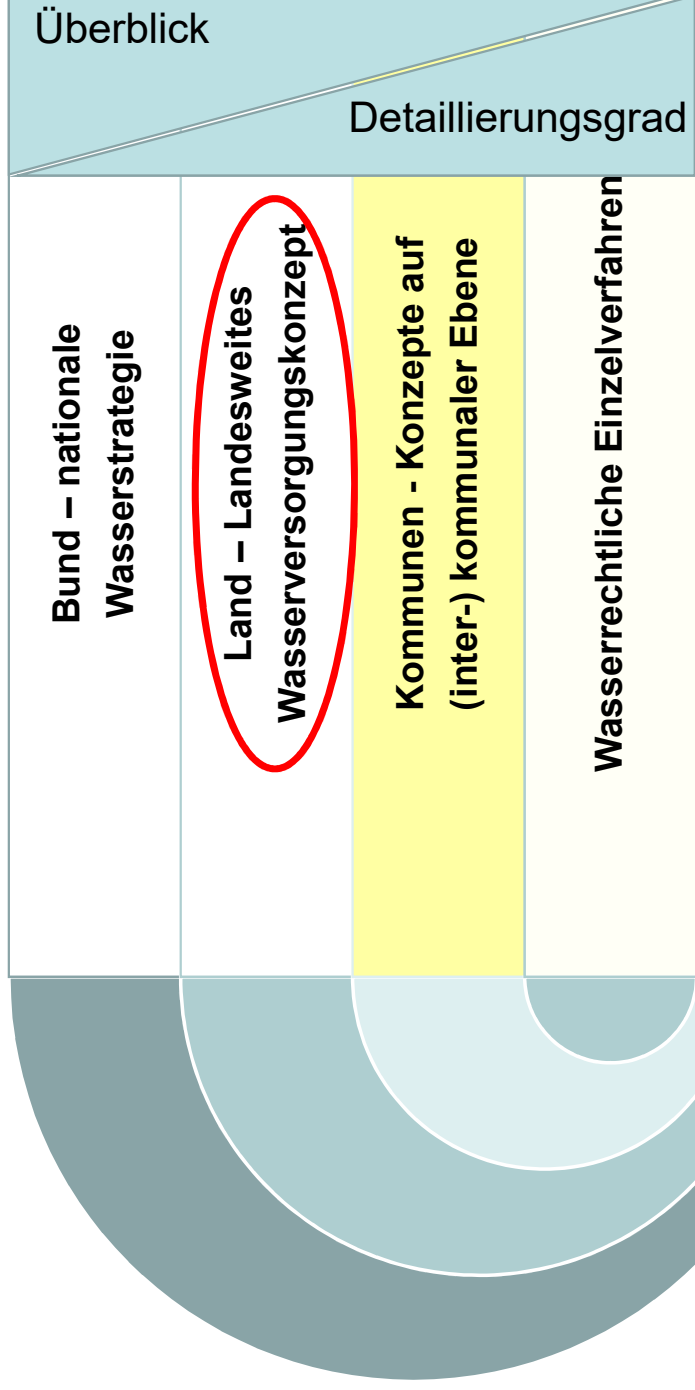 Überblick
Detaillierungsgrad
Bund – nationale
Wasserstrategie
Land – Landesweites
Wasserversorgungskonzept
Kommunen - Konzepte auf
(inter-) kommunaler Ebene
Wasserrechtliche Einzelverfahren